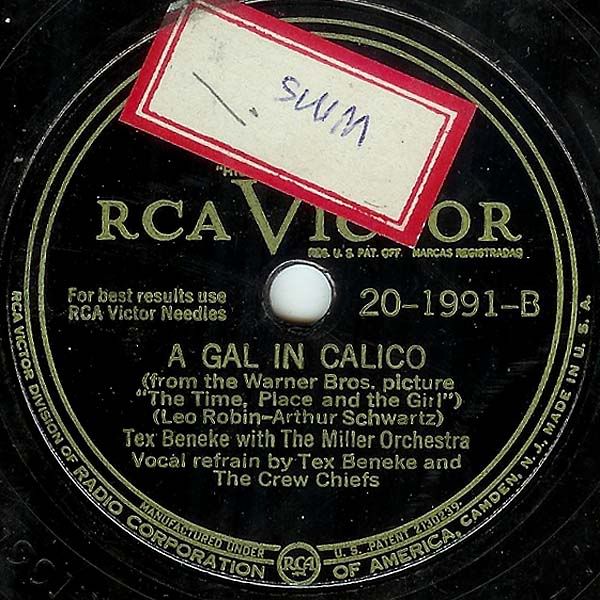 SWM
RCA VICTOR
REG. U. S. PAT. OFF. MARCAS REGISTRADAS
For best results use
RCA Victor Needles
20-1991-B
A GAL IN CALICO
(from the Warner Bros. picture
"The Time, Place and the Girl")
(Leo Robin-Arthur Schwartz)
Tex Beneke with The Miller Orchestra
Vocal refrain by Tex Beneke and
The Crew Chiefs
MANUFACTURED UNDER
U. S. PATENT 2130239-
RCA VICTOR DIVISION OF RADIO CORPORATION OF AMERICA, CAMDEN, N. J. MADE IN U. S. A.
RCA